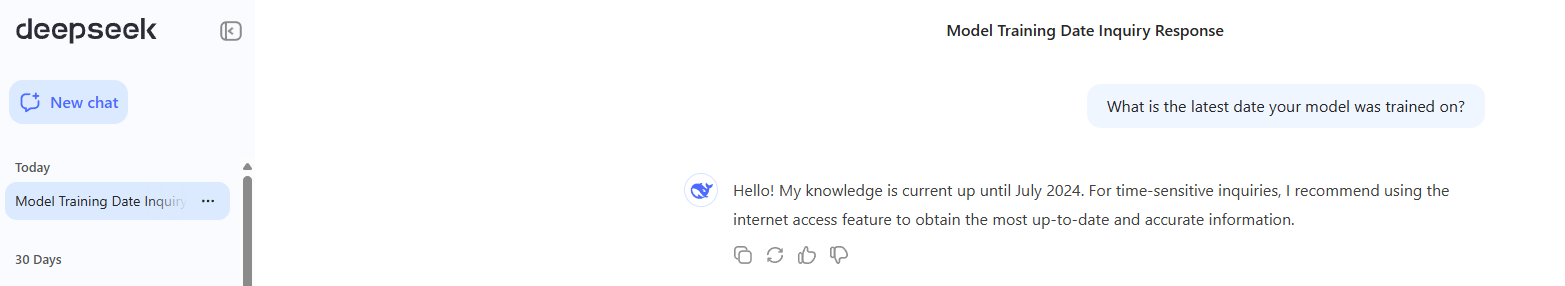 deepseek
New chat
Today
Model Training Date Inquiry
30 Days
Model Training Date Inquiry Response
What is the latest date your model was trained on?
Hello! My knowledge is current up until July 2024. For time-sensitive inquiries, I recommend using the
internet access feature to obtain the most up-to-date and accurate information.